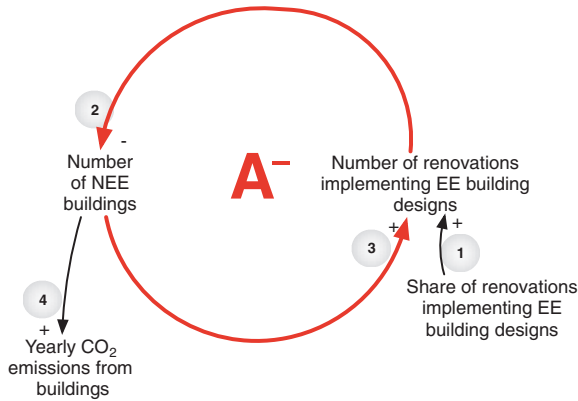 2
-
Number
of NEE
buildings
A−
Number of renovations
implementing EE building
designs
+
+
3
1
Share of renovations
implementing EE
building designs
4
+
Yearly CO₂
emissions from
buildings